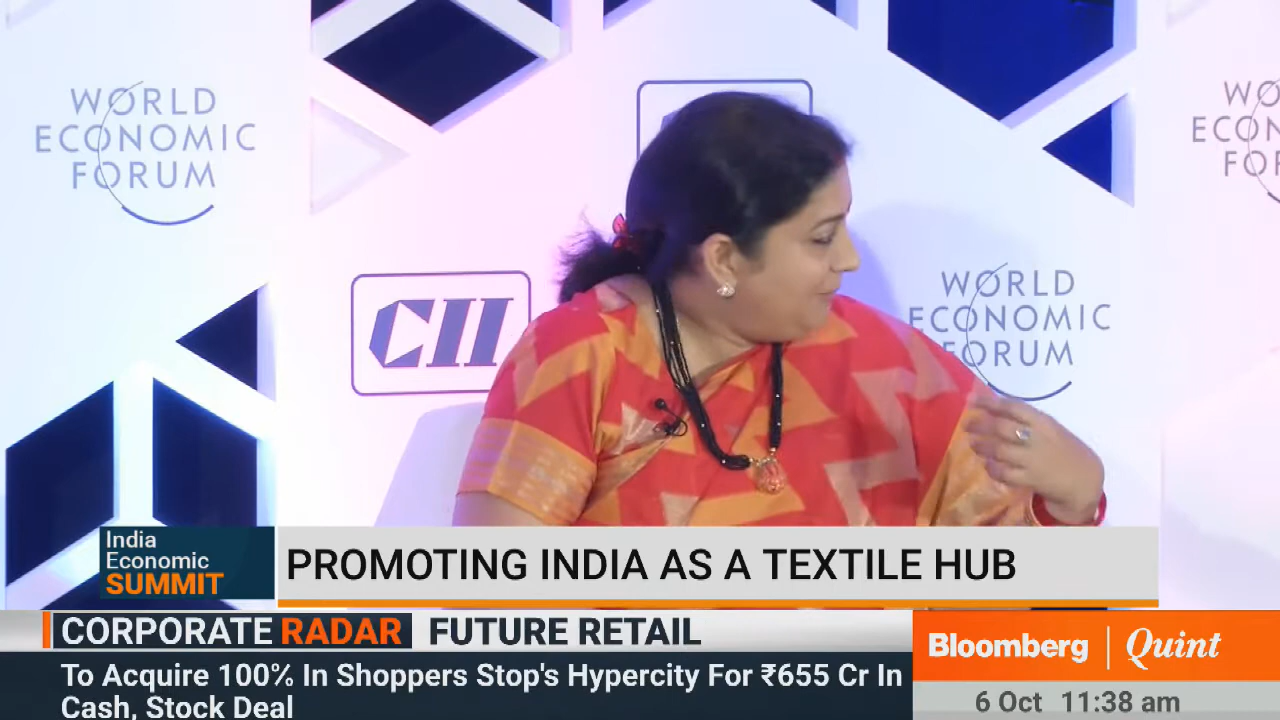 WORLD
ECONOMIC
FORUM
WO
ECON
FOR
CII
WORLD
ECONOMIC
FORUM
India
Economic
SUMMIT
PROMOTING INDIA AS A TEXTILE HUB
CORPORATE RADAR FUTURE RETAIL
To Acquire 100% In Shoppers Stop's Hypercity For ₹655 Cr In
Cash, Stock Deal
Bloomberg | Quint
6 Oct 11:38 am